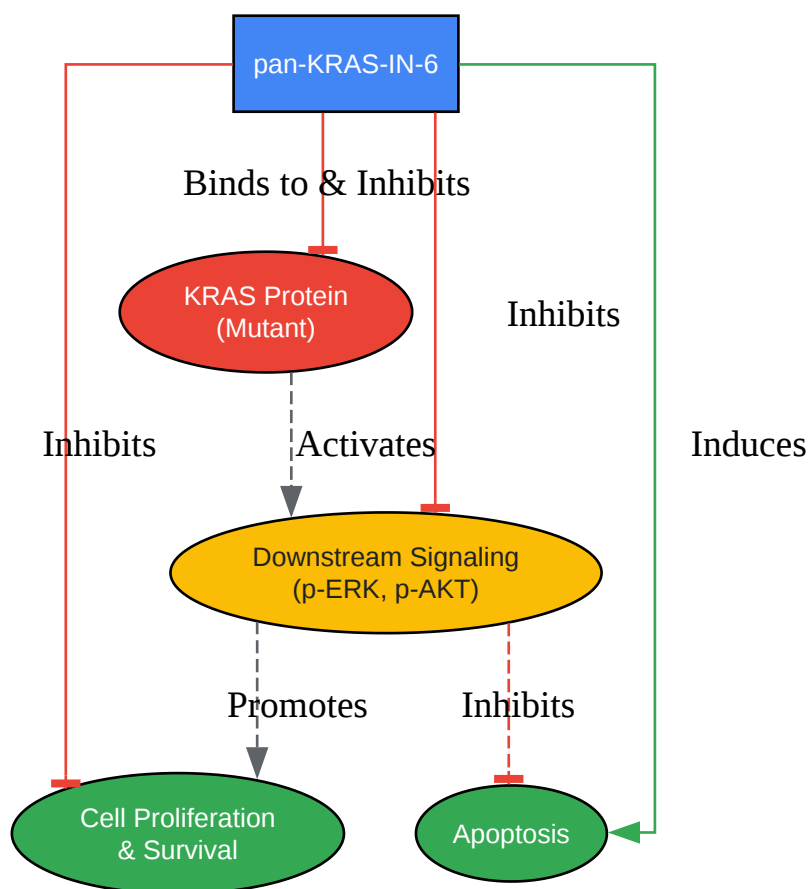 pan-KRAS-IN-6
Binds to & Inhibits
KRAS Protein
(Mutant)
Inhibits
Inhibits
Activates
Induces
Downstream Signaling
(p-ERK, p-AKT)
Promotes
Inhibits
Cell Proliferation
& Survival
Apoptosis